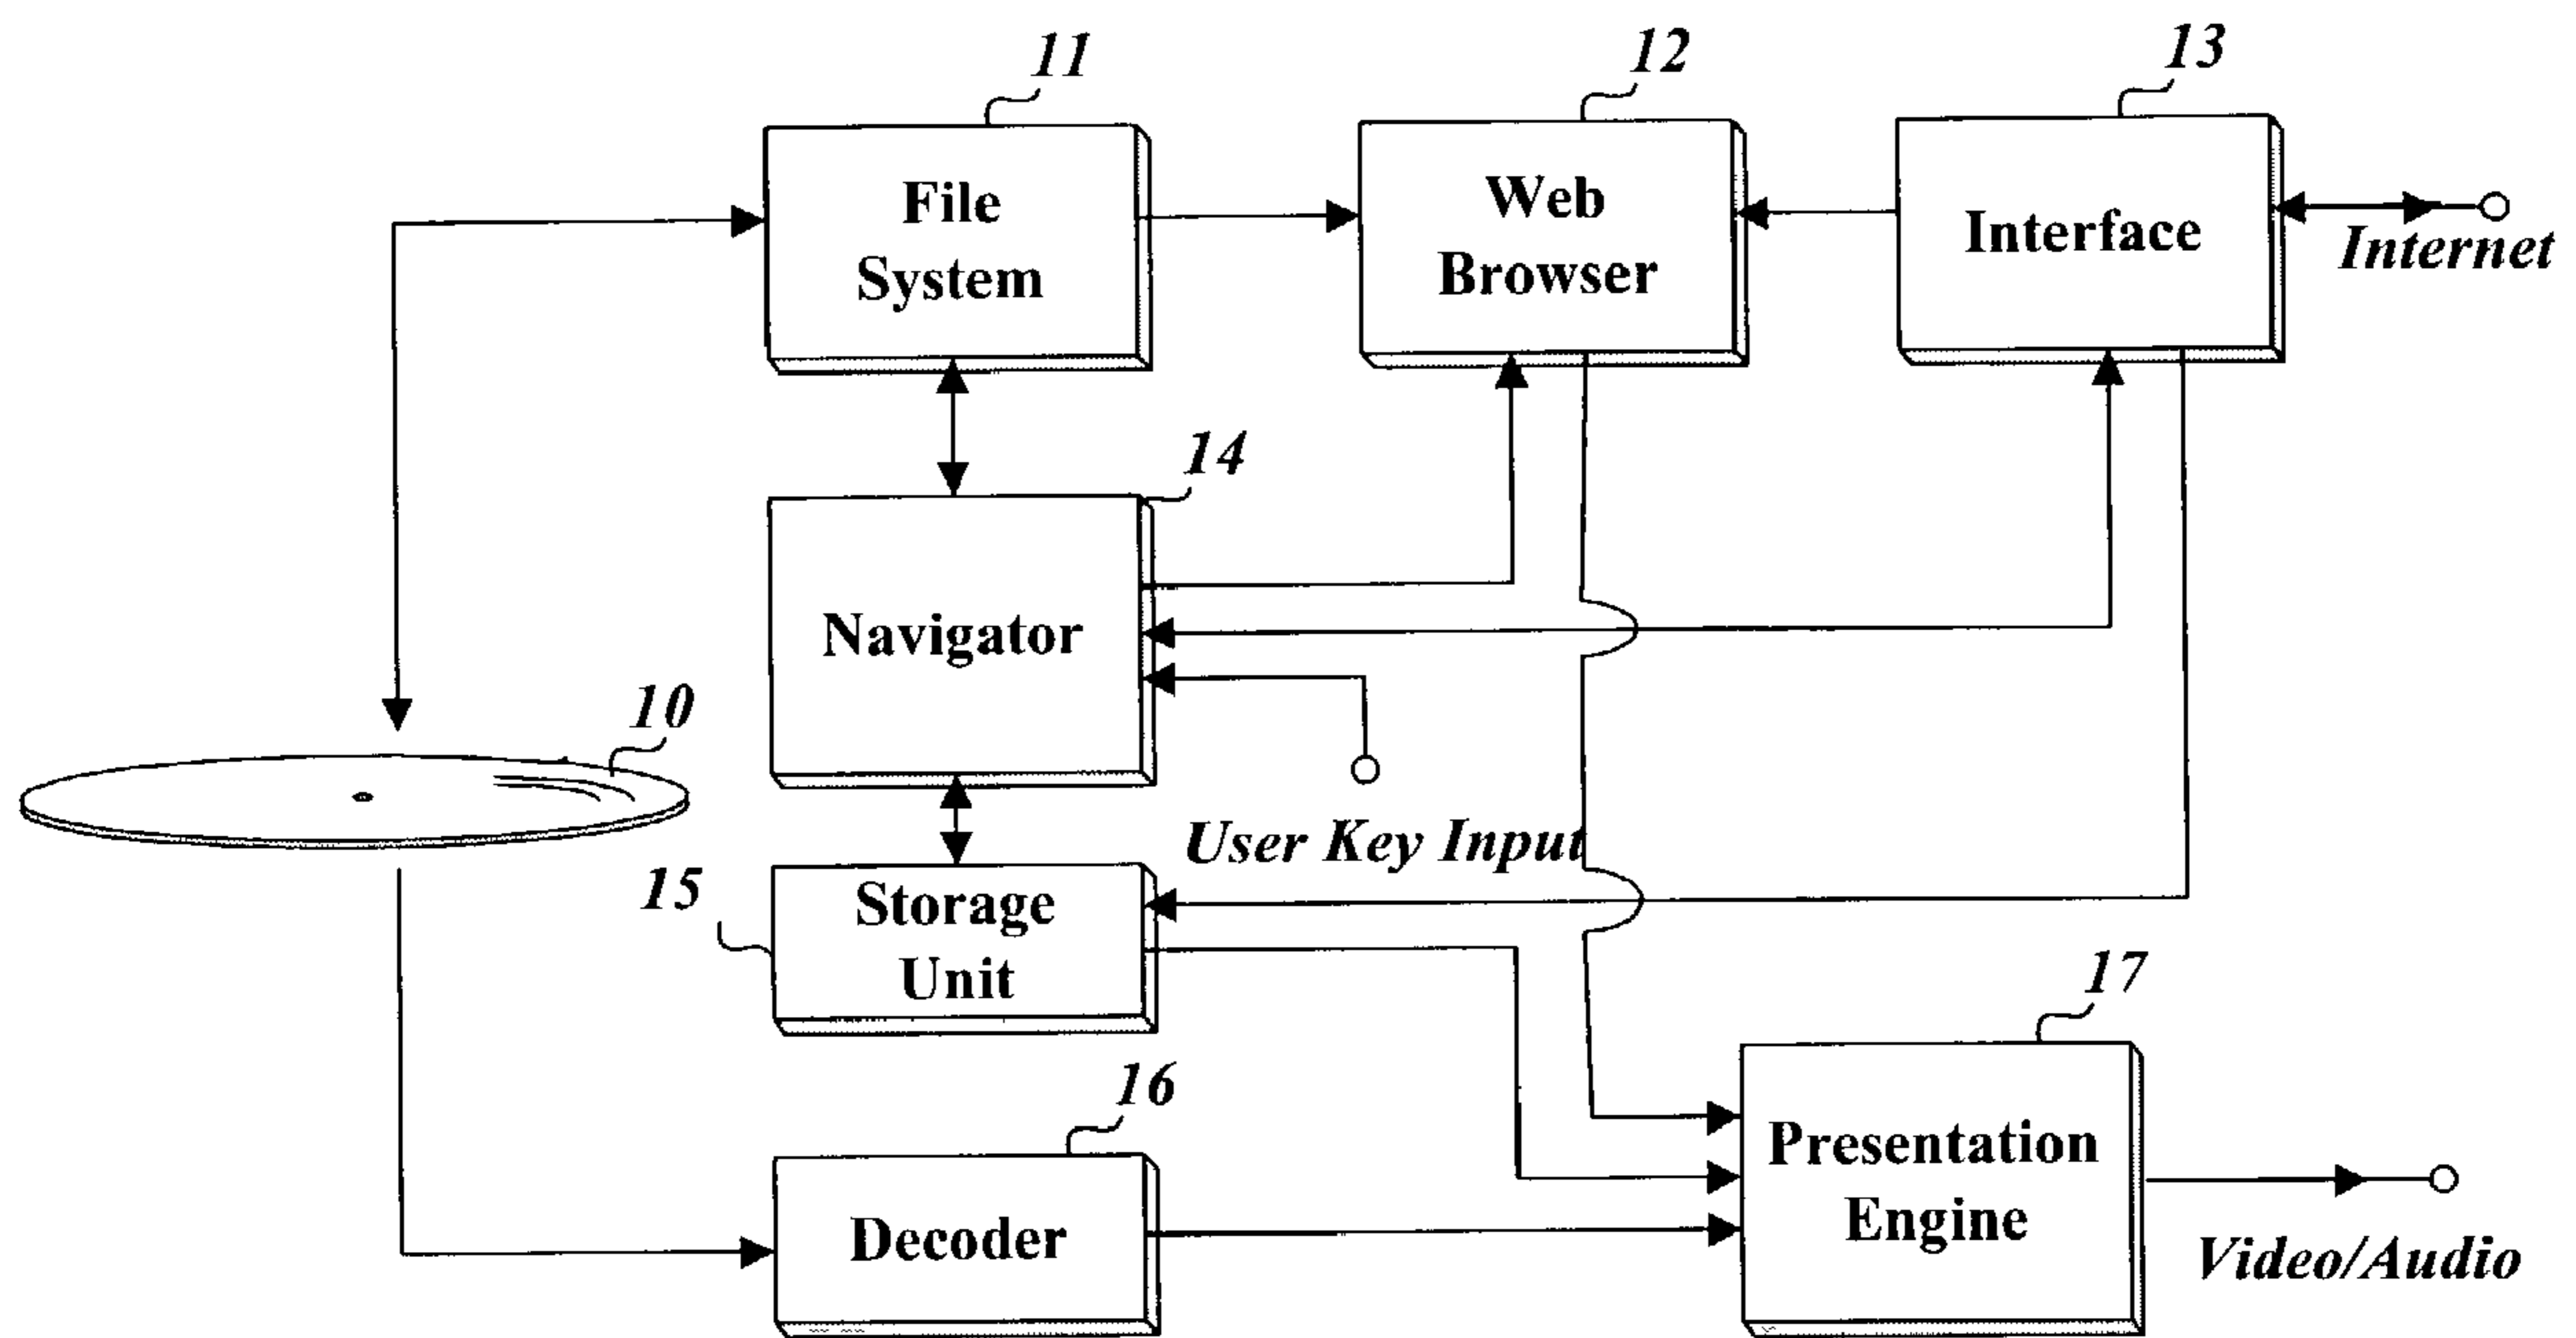 11
12
13
File
System
Web
Browser
Interface
Internet
14
Navigator
10
User Key Input
15
Storage
Unit
16
17
Decoder
Presentation
Engine
Video/Audio